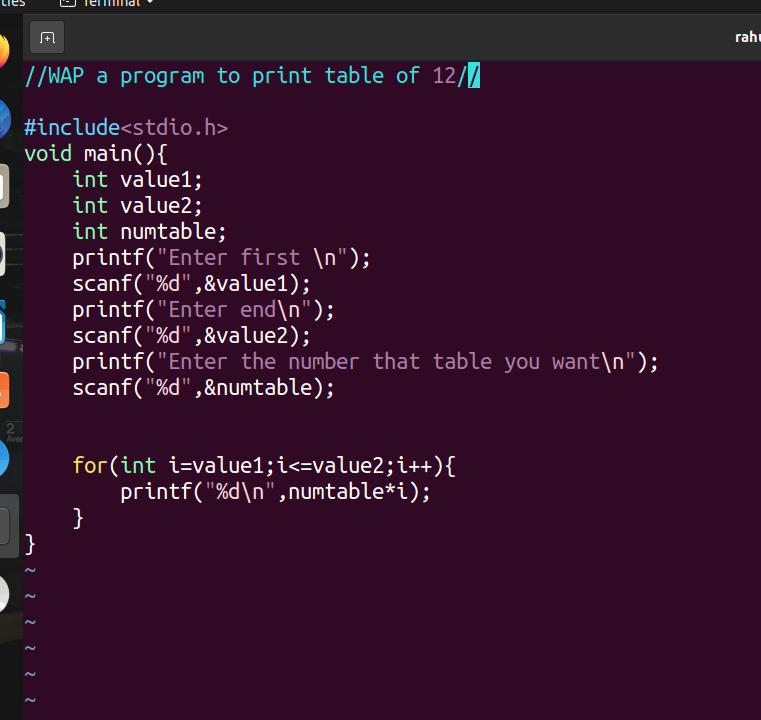 Terminal
rahu
//WAP a program to print table of 12//
#include<stdio.h>
void main(){
    int value1;
    int value2;
    int numtable;
    printf("Enter first \n");
    scanf("%d",&value1);
    printf("Enter end\n");
    scanf("%d",&value2);
    printf("Enter the number that table you want\n");
    scanf("%d",&numtable);
    for(int i=value1;i<=value2;i++){
        printf("%d\n",numtable*i);
    }
}
~
~
~
~
~
~